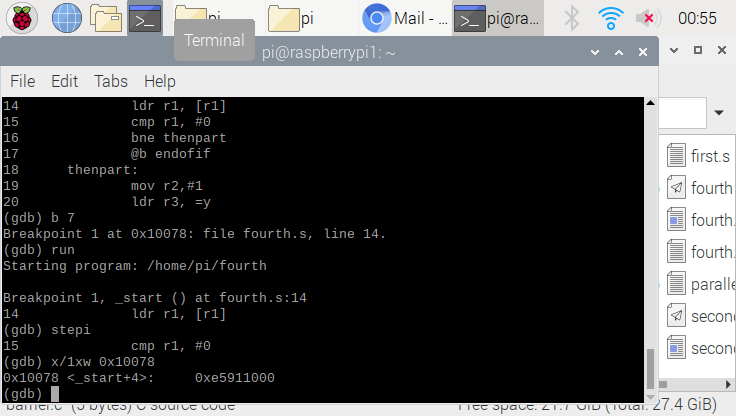 pi
pi
Mail - ...
pi@ra...
00:55
Terminal
pi@raspberrypi1: ~
File Edit Tabs Help
14 ldr r1, [r1]
15 cmp r1, #0
16 bne thenpart
17 @b endofif
18 thenpart:
19 mov r2,#1
20 ldr r3, =y
(gdb) b 7
Breakpoint 1 at 0x10078: file fourth.s, line 14.
(gdb) run
Starting program: /home/pi/fourth
Breakpoint 1, _start () at fourth.s:14
14 ldr r1, [r1]
(gdb) stepi
15 cmp r1, #0
(gdb) x/1xw 0x10078
0x10078 <_start+4>: 0xe5911000
(gdb)
first.s
fourth
fourth.
fourth.
paralle
second
second
(5 bytes) C source code
Free space: 21.7 GiB (Total: 27.4 GiB)